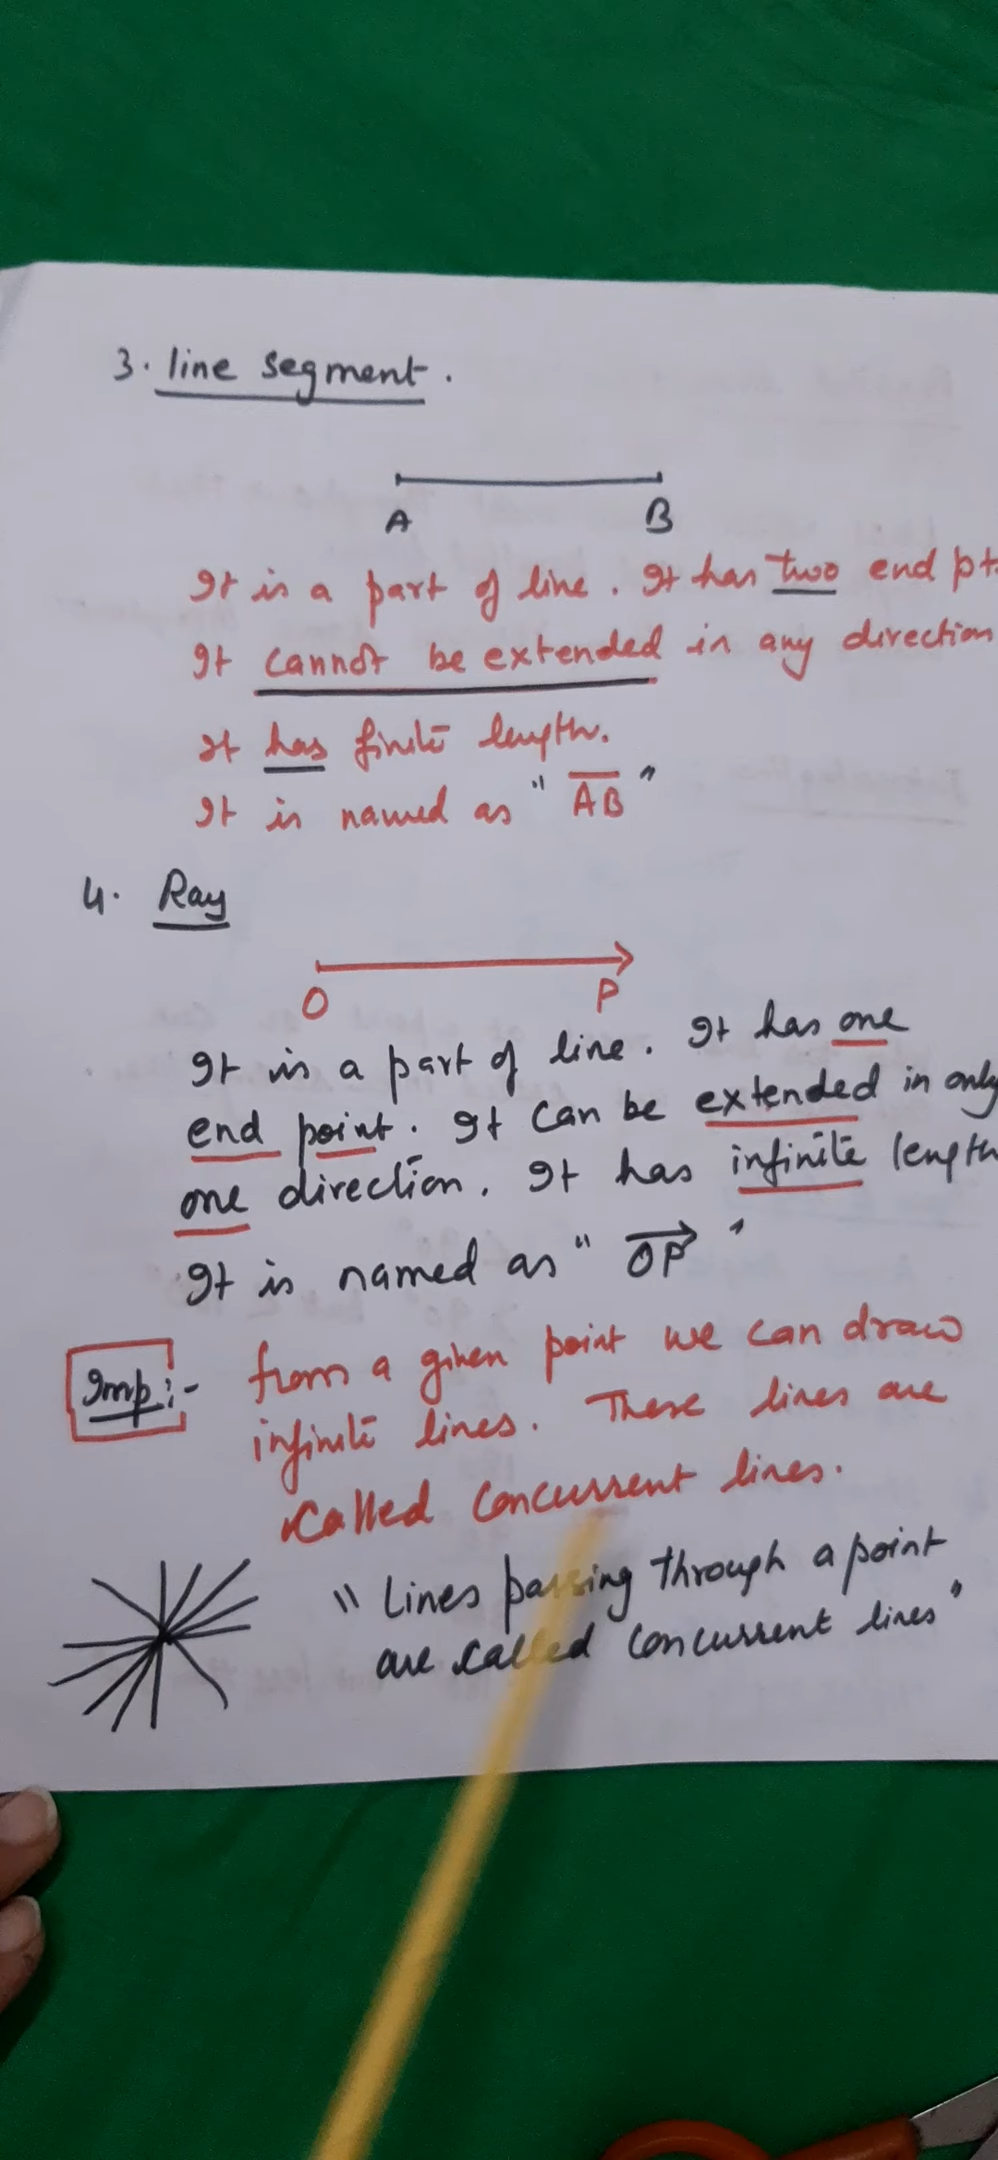 3. line segment.
A B
It is a part of line. It has two end pt.
It cannot be extended in any direction
It has finite length.
It is named as " A̅B̅ "
4. Ray
O P
It is a part of line. It has one
end point. It can be extended in only
one direction. It has infinite length
It is named as " OP→ "
Imp:- from a given point we can draw
infinite lines. These lines are
called concurrent lines.
"Lines passing through a point
are called concurrent lines"